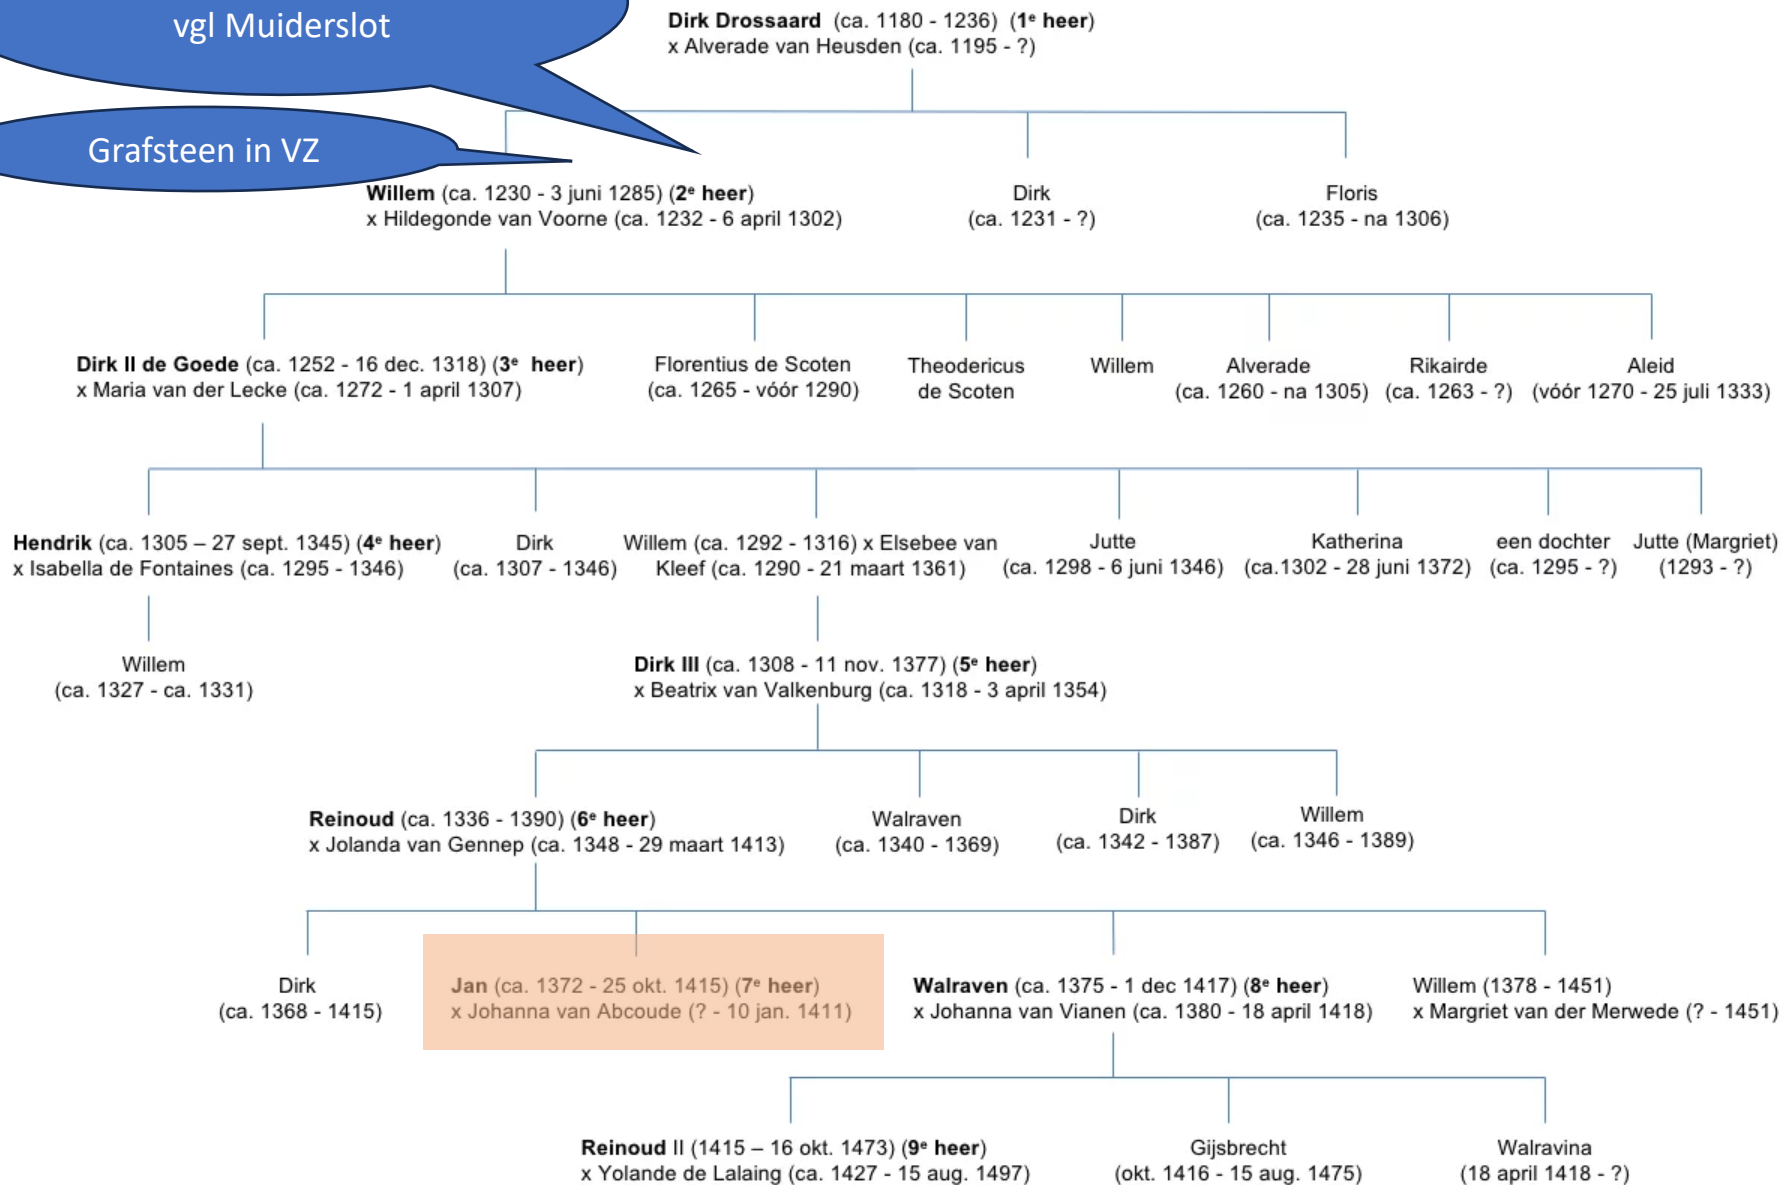 vgl Muiderslot
Grafsteen in VZ
Dirk Drossaard (ca. 1180 - 1236) (1e heer)
x Alverade van Heusden (ca. 1195 - ?)
Willem (ca. 1230 - 3 juni 1285) (2e heer)
x Hildegonde van Voorne (ca. 1232 - 6 april 1302)
Dirk
(ca. 1231 - ?)
Floris
(ca. 1235 - na 1306)
Dirk II de Goede (ca. 1252 - 16 dec. 1318) (3e heer)
x Maria van der Lecke (ca. 1272 - 1 april 1307)
Florentius de Scoten
(ca. 1265 - vóór 1290)
Theodericus
de Scoten
Willem
Alverade
(ca. 1260 - na 1305)
Rikairde
(ca. 1263 - ?)
Aleid
(vóór 1270 - 25 juli 1333)
Hendrik (ca. 1305 – 27 sept. 1345) (4e heer)
x Isabella de Fontaines (ca. 1295 - 1346)
Dirk
(ca. 1307 - 1346)
Willem (ca. 1292 - 1316) x Elsebee van
Kleef (ca. 1290 - 21 maart 1361)
Jutte
(ca. 1298 - 6 juni 1346)
Katherina
(ca.1302 - 28 juni 1372)
een dochter
(ca. 1295 - ?)
Jutte (Margriet)
(1293 - ?)
Willem
(ca. 1327 - ca. 1331)
Dirk III (ca. 1308 - 11 nov. 1377) (5e heer)
x Beatrix van Valkenburg (ca. 1318 - 3 april 1354)
Reinoud (ca. 1336 - 1390) (6e heer)
x Jolanda van Gennep (ca. 1348 - 29 maart 1413)
Walraven
(ca. 1340 - 1369)
Dirk
(ca. 1342 - 1387)
Willem
(ca. 1346 - 1389)
Dirk
(ca. 1368 - 1415)
Jan (ca. 1372 - 25 okt. 1415) (7e heer)
x Johanna van Abcoude (? - 10 jan. 1411)
Walraven (ca. 1375 - 1 dec 1417) (8e heer)
x Johanna van Vianen (ca. 1380 - 18 april 1418)
Willem (1378 - 1451)
x Margriet van der Merwede (? - 1451)
Reinoud II (1415 – 16 okt. 1473) (9e heer)
x Yolande de Lalaing (ca. 1427 - 15 aug. 1497)
Gijsbrecht
(okt. 1416 - 15 aug. 1475)
Walravina
(18 april 1418 - ?)